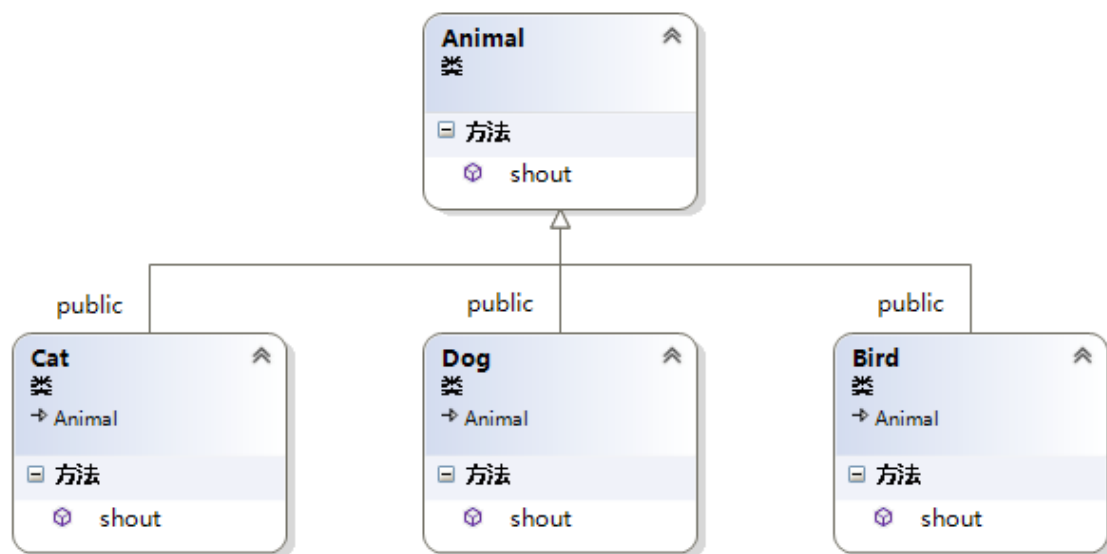 Animal
类
方法
shout
public
public
public
Cat
类
Animal
方法
shout
Dog
类
Animal
方法
shout
Bird
类
Animal
方法
shout